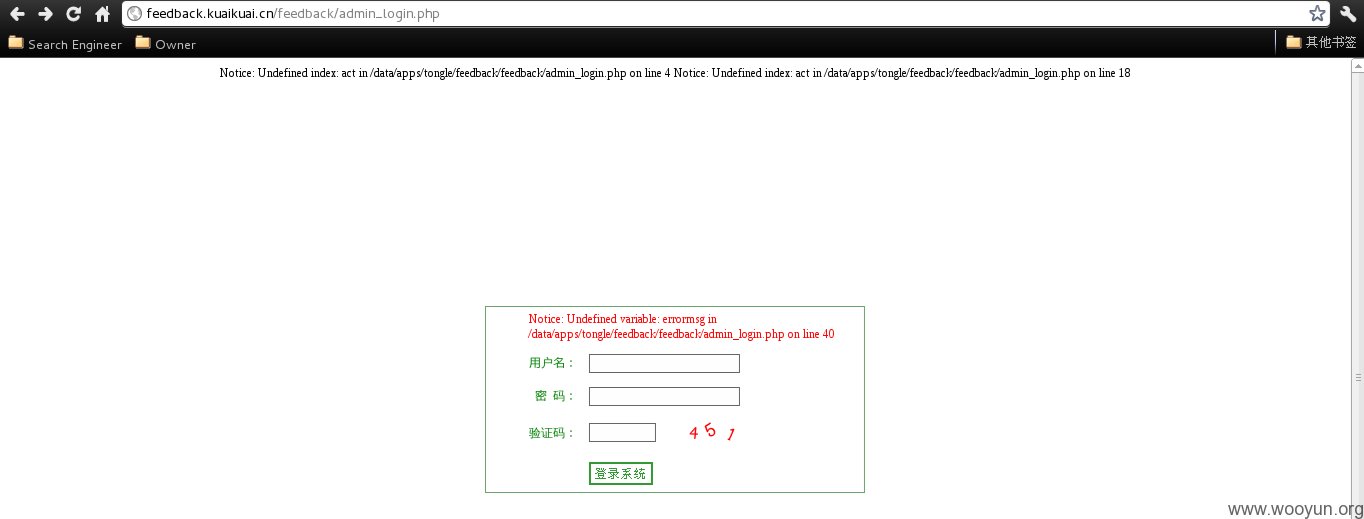 feedback.kuaikuai.cn/feedback/admin_login.php
Search Engineer Owner 其他书签
Notice: Undefined index: act in /data/apps/tongle/feedback/feedback/admin_login.php on line 4 Notice: Undefined index: act in /data/apps/tongle/feedback/feedback/admin_login.php on line 18
Notice: Undefined variable: errormsg in
/data/apps/tongle/feedback/feedback/admin_login.php on line 40
用户名：
密 码：
验证码： 4 5 1
登录系统
www.wooyun.org